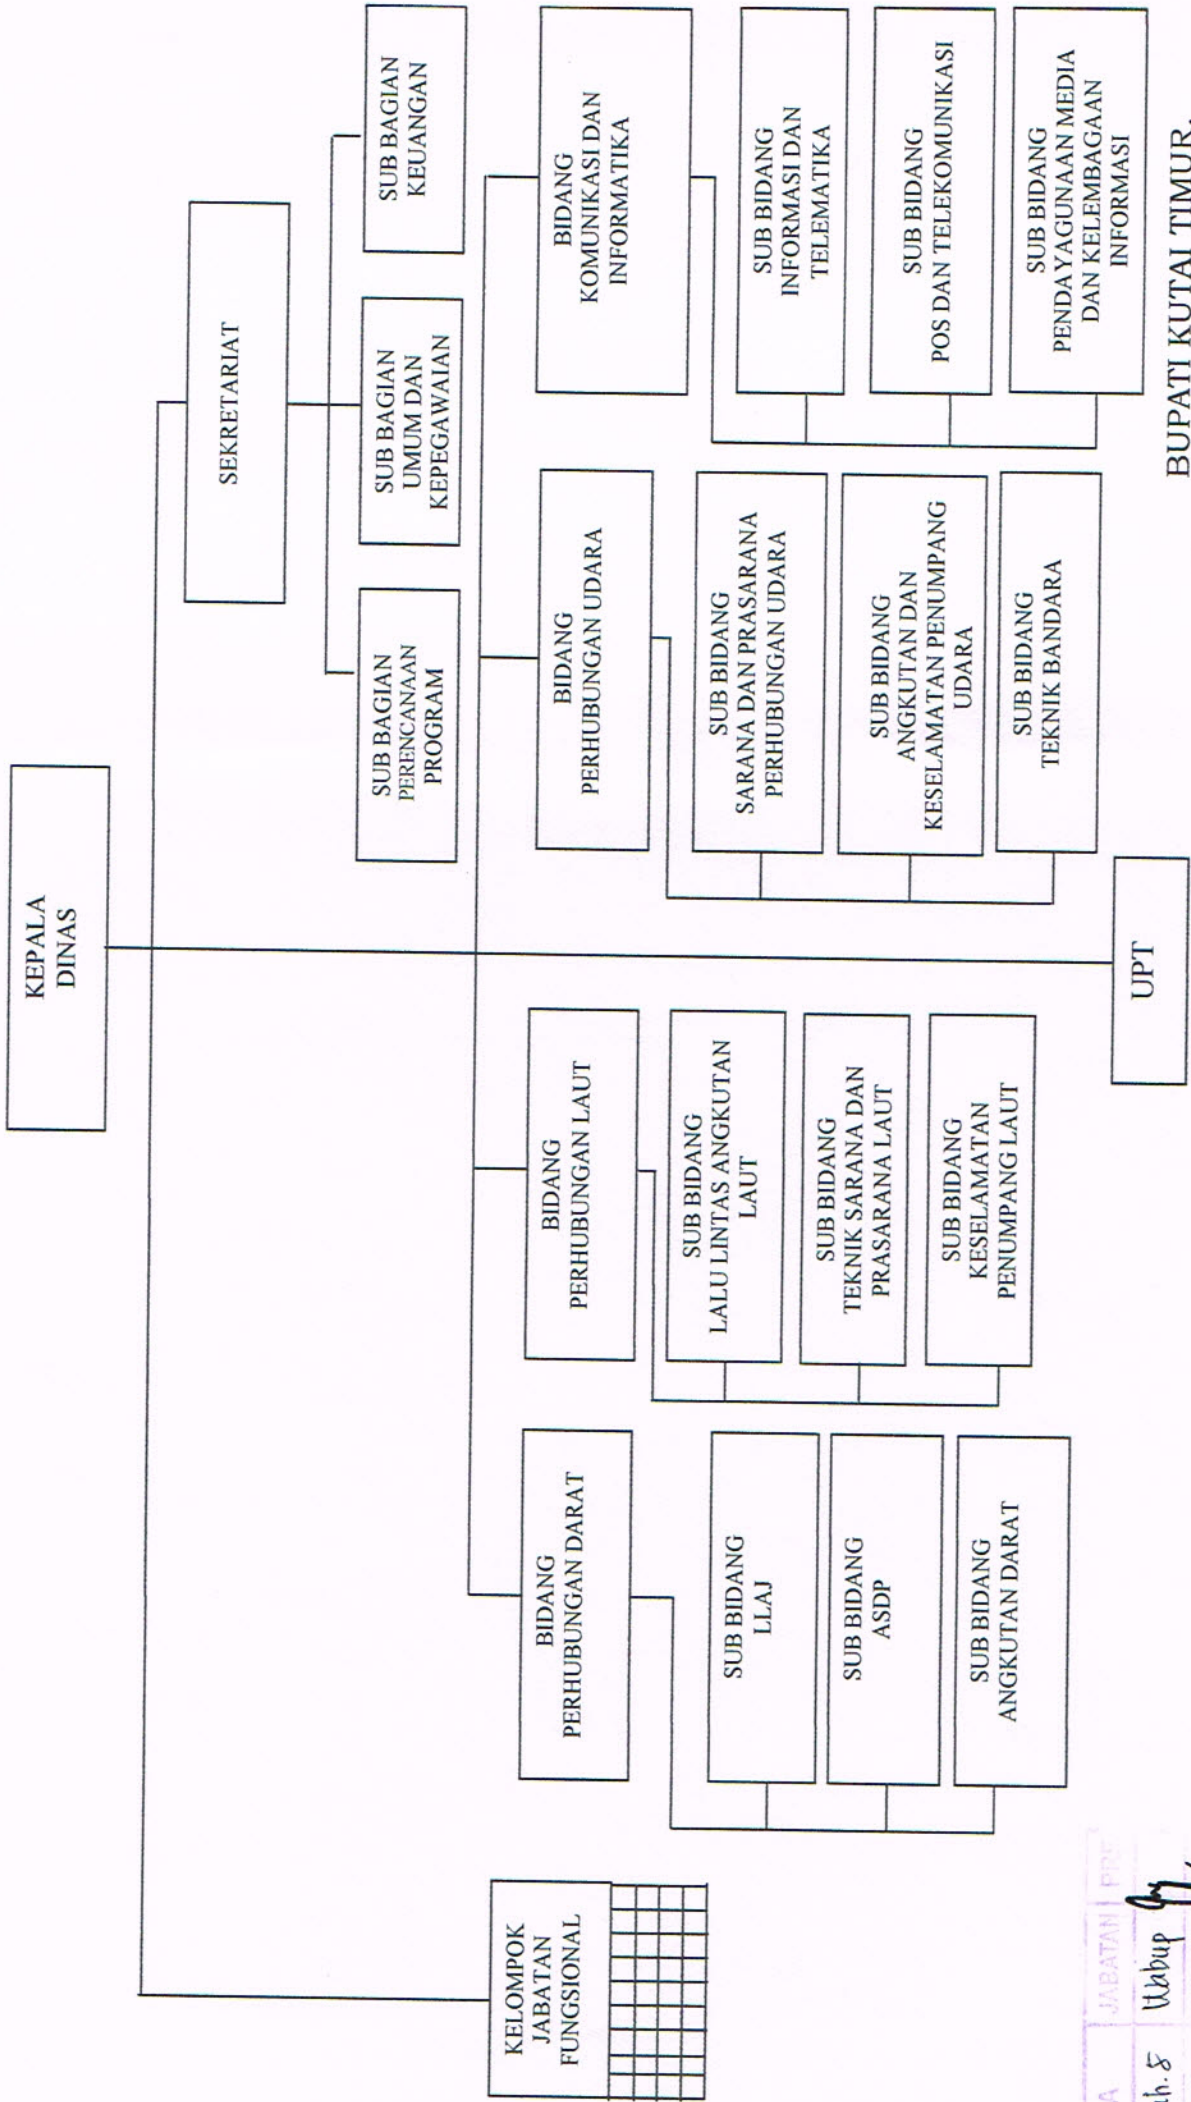 KEPALA
DINAS
SEKRETARIAT
SUB BAGIAN
PERENCANAAN
PROGRAM
SUB BAGIAN
UMUM DAN
KEPEGAWAIAN
SUB BAGIAN
KEUANGAN
KELOMPOK
JABATAN
FUNGSIONAL
BIDANG
PERHUBUNGAN DARAT
SUB BIDANG
LLAJ
SUB BIDANG
ASDP
SUB BIDANG
ANGKUTAN DARAT
BIDANG
PERHUBUNGAN LAUT
SUB BIDANG
LALU LINTAS ANGKUTAN
LAUT
SUB BIDANG
TEKNIK SARANA DAN
PRASARANA LAUT
SUB BIDANG
KESELAMATAN
PENUMPANG LAUT
BIDANG
PERHUBUNGAN UDARA
SUB BIDANG
SARANA DAN PRASARANA
PERHUBUNGAN UDARA
SUB BIDANG
ANGKUTAN DAN
KESELAMATAN PENUMPANG
UDARA
SUB BIDANG
TEKNIK BANDARA
BIDANG
KOMUNIKASI DAN
INFORMATIKA
SUB BIDANG
INFORMASI DAN
TELEMATIKA
SUB BIDANG
POS DAN TELEKOMUNIKASI
SUB BIDANG
PENDAYAGUNAAN MEDIA
DAN KELEMBAGAAN
INFORMASI
UPT
A JABATAN
Wabup
BUPATI KUTAI TIMUR,